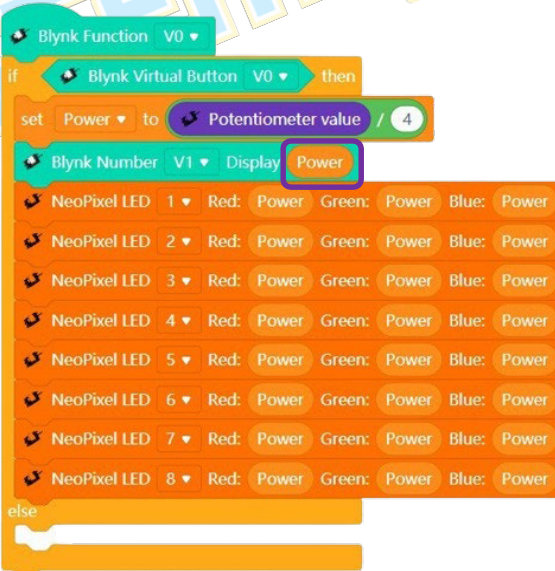 Blynk Function V0
if Blynk Virtual Button V0 then
set Power to Potentiometer value / 4
Blynk Number V1 Display Power
NeoPixel LED 1 Red: Power Green: Power Blue: Power
NeoPixel LED 2 Red: Power Green: Power Blue: Power
NeoPixel LED 3 Red: Power Green: Power Blue: Power
NeoPixel LED 4 Red: Power Green: Power Blue: Power
NeoPixel LED 5 Red: Power Green: Power Blue: Power
NeoPixel LED 6 Red: Power Green: Power Blue: Power
NeoPixel LED 7 Red: Power Green: Power Blue: Power
NeoPixel LED 8 Red: Power Green: Power Blue: Power
else